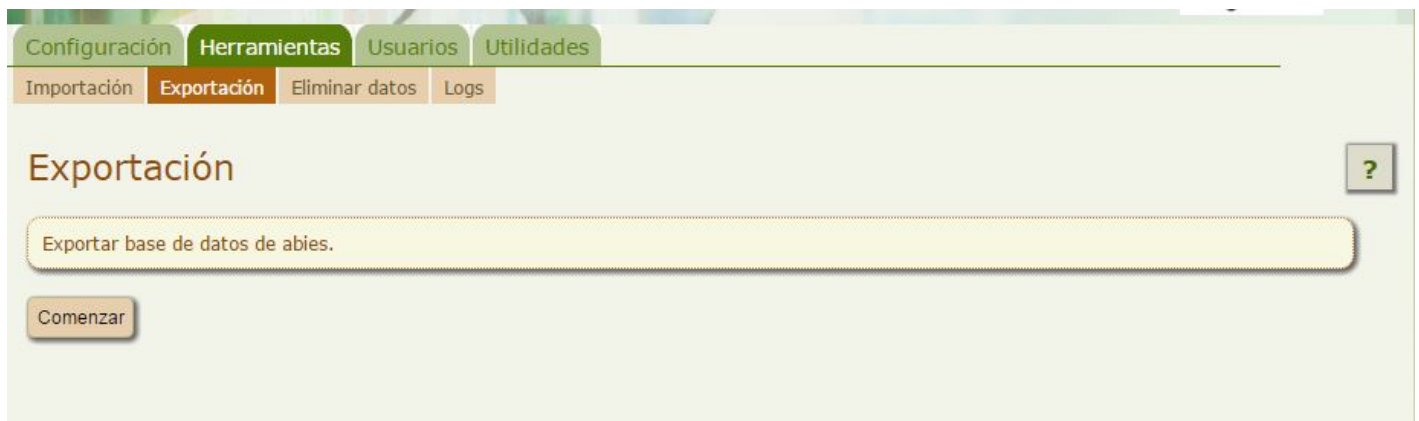 Configuración Herramientas Usuarios Utilidades
Importación Exportación Eliminar datos Logs
Exportación
?
Exportar base de datos de abies.
Comenzar